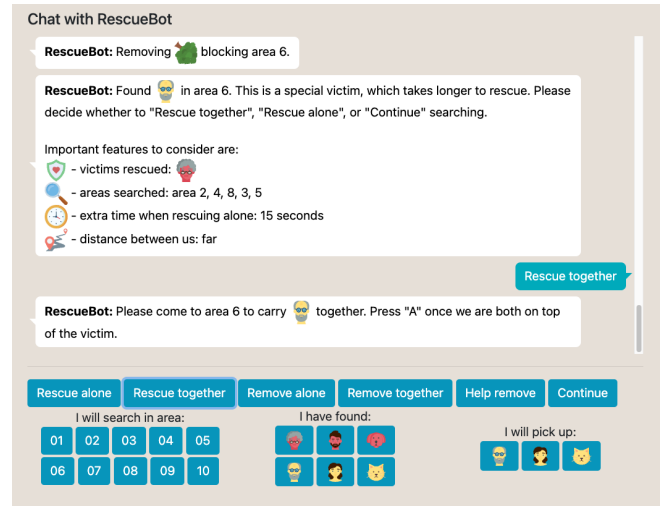 Chat with RescueBot
RescueBot: Removing blocking area 6.
RescueBot: Found in area 6. This is a special victim, which takes longer to rescue. Please
decide whether to "Rescue together", "Rescue alone", or "Continue" searching.
Important features to consider are:
- victims rescued:
- areas searched: area 2, 4, 8, 3, 5
- extra time when rescuing alone: 15 seconds
- distance between us: far
Rescue together
RescueBot: Please come to area 6 to carry together. Press "A" once we are both on top
of the victim.
Rescue alone Rescue together Remove alone Remove together Help remove Continue
I will search in area: I have found: I will pick up:
01 02 03 04 05
06 07 08 09 10